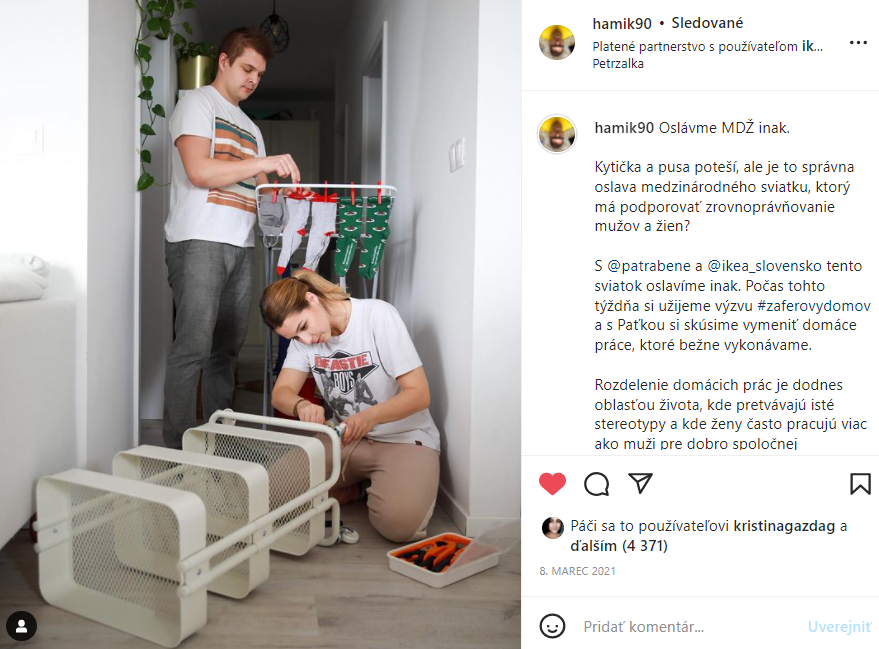 hamik90 • Sledované
Platené partnerstvo s používateľom ik...
Petrzalka
hamik90 Oslávme MDŽ inak.
Kytička a pusa poteší, ale je to správna
oslava medzinárodného sviatku, ktorý
má podporovať zrovnoprávňovanie
mužov a žien?
S @patrabene a @ikea_slovensko tento
sviatok oslavíme inak. Počas tohto
týždňa si užijeme výzvu #zaferovydomov
a s Paťkou si skúsime vymeniť domáce
práce, ktoré bežne vykonávame.
Rozdelenie domácich prác je dodnes
oblasťou života, kde pretvávajú isté
stereotypy a kde ženy často pracujú viac
ako muži pre dobro spoločnej
Páči sa to používateľovi kristinagazdag a
ďalším (4 371)
8. MAREC 2021
Pridať komentár...
Uverejniť
BEASTIE
BOYS